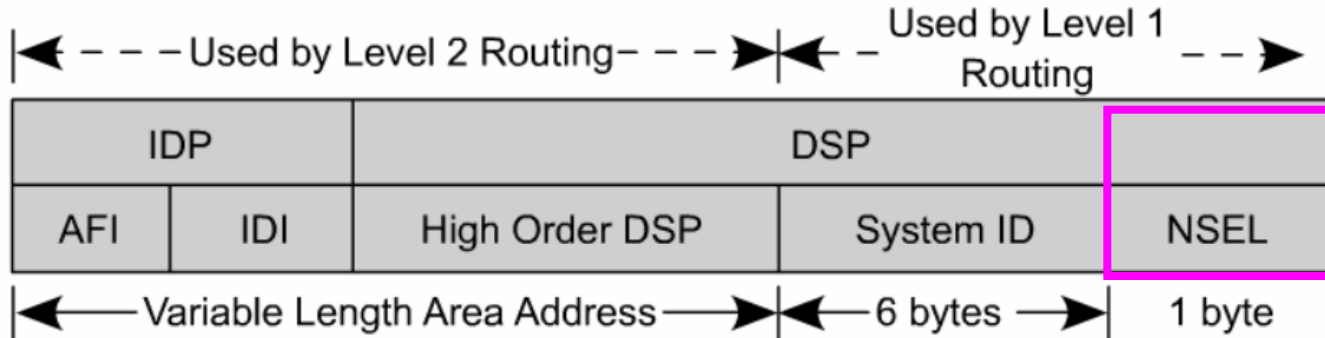 Used by Level 2 Routing
Used by Level 1
Routing
IDP
DSP
AFI
IDI
High Order DSP
System ID
NSEL
Variable Length Area Address
6 bytes
1 byte